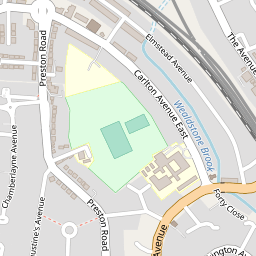 Preston Road
Elmstead Avenue
The Avenue
Carlton Avenue East
Wealdstone Brook
Chamberlayne Avenue
Preston Road
Forty Close
Avenue